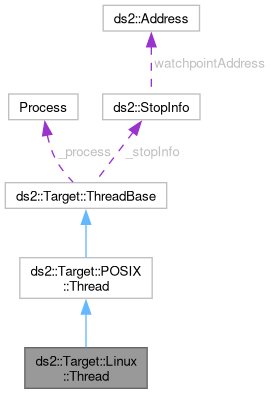 ds2::Address
watchpointAddress
Process
ds2::StopInfo
_process
_stopInfo
ds2::Target::ThreadBase
ds2::Target::POSIX
::Thread
ds2::Target::Linux
::Thread